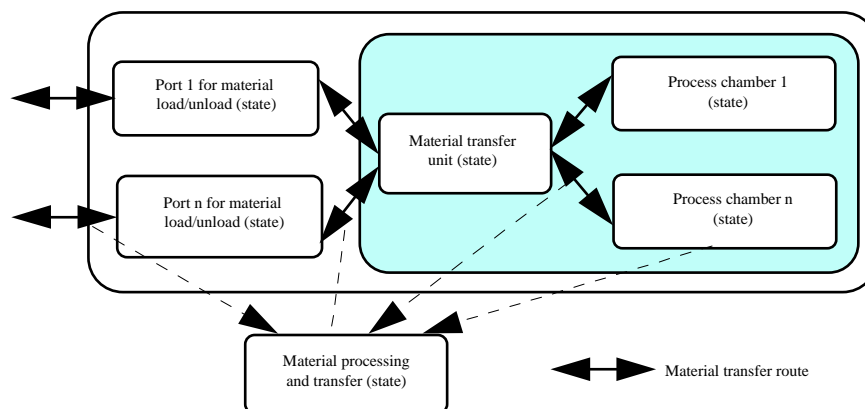 Port 1 for material
load/unload (state)
Process chamber 1
(state)
Material transfer
unit (state)
Port n for material
load/unload (state)
Process chamber n
(state)
Material processing
and transfer (state)
Material transfer route